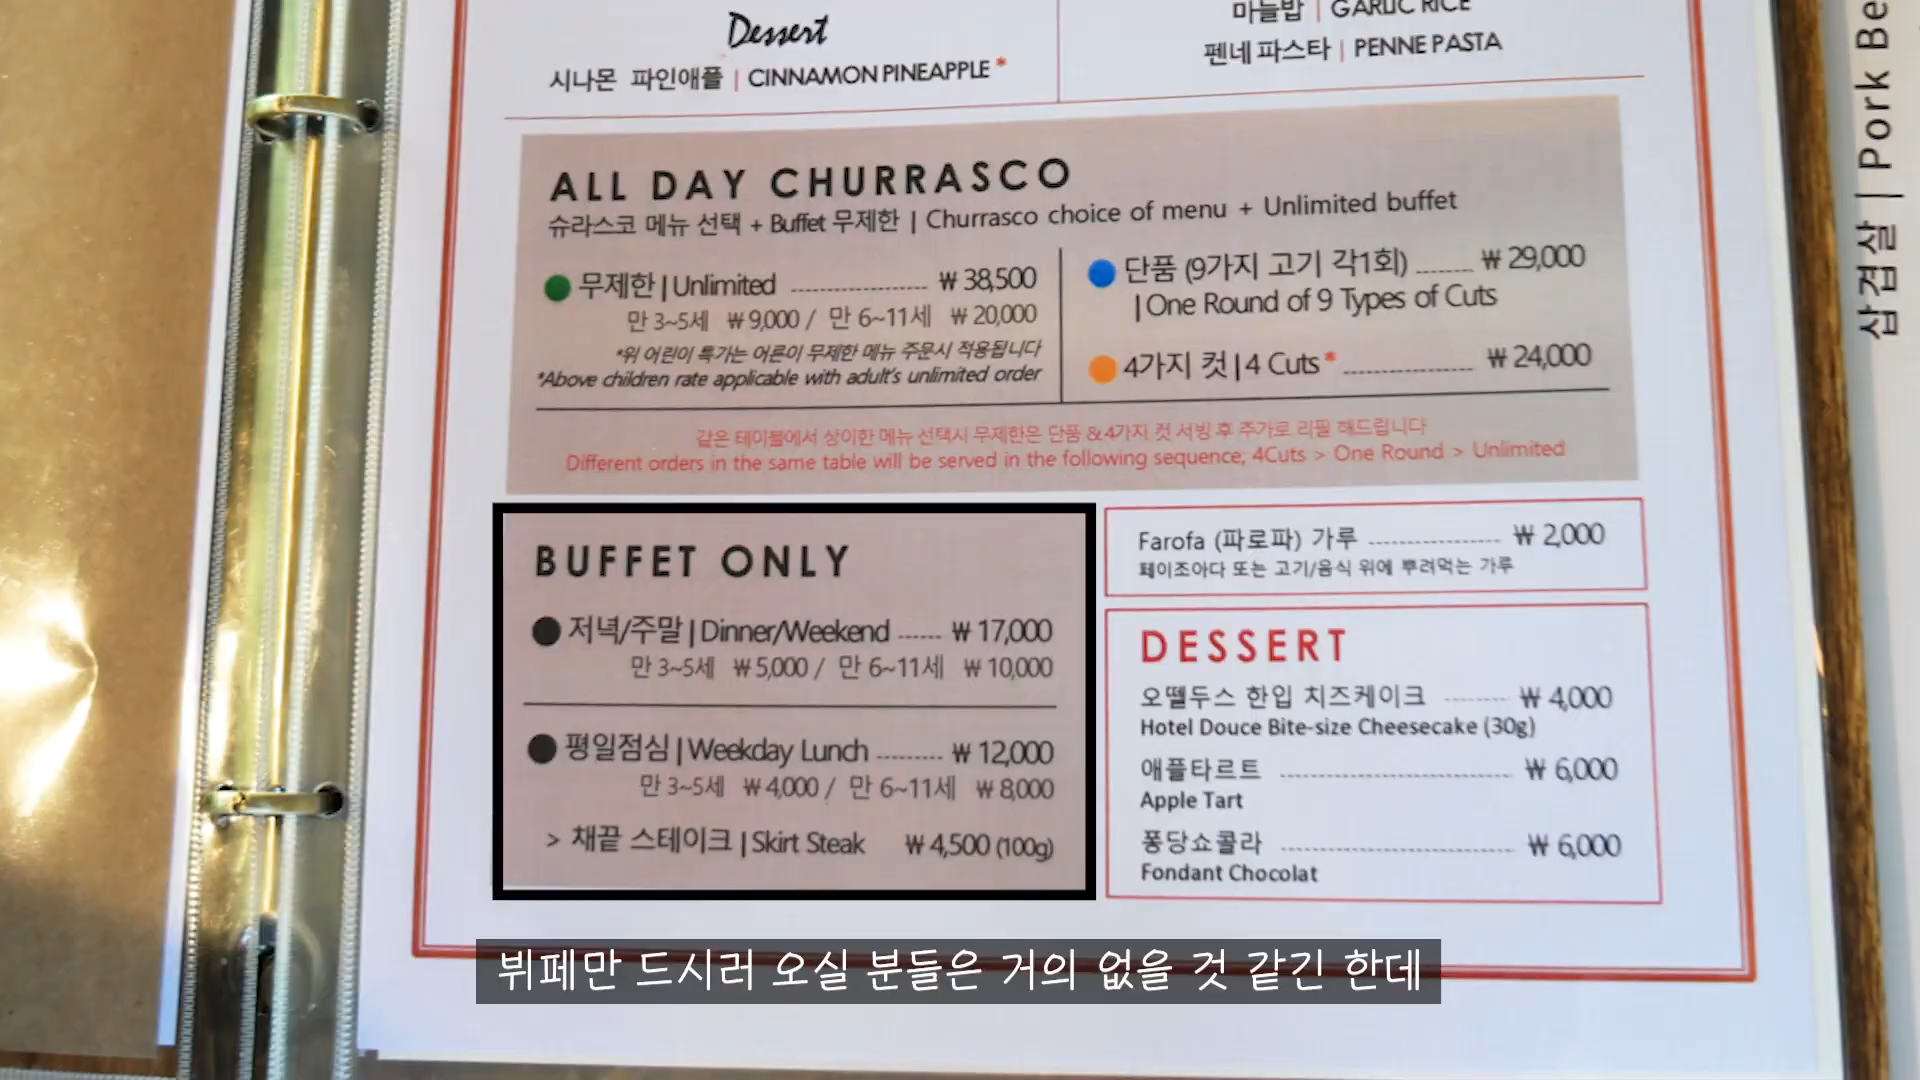 Dessert
시나몬 파인애플 | CINNAMON PINEAPPLE *
마늘밥 | GARLIC RICE
펜네 파스타 | PENNE PASTA
ALL DAY CHURRASCO
슈라스코 메뉴 선택 + Buffet 무제한 | Churrasco choice of menu + Unlimited buffet
무제한 | Unlimited ₩ 38,500
만 3~5세 ₩ 9,000 / 만 6~11세 ₩ 20,000
*위 어린이 특가는 어른이 무제한 메뉴 주문시 적용됩니다
*Above children rate applicable with adult's unlimited order
단품 (9가지 고기 각1회) ₩ 29,000
| One Round of 9 Types of Cuts
4가지 컷 | 4 Cuts * ₩ 24,000
같은 테이블에서 상이한 메뉴 선택시 무제한은 단품 & 4가지 컷 서빙 후 추가로 리필 해드립니다
Different orders in the same table will be served in the following sequence; 4Cuts > One Round > Unlimited
BUFFET ONLY
저녁/주말 | Dinner/Weekend ₩ 17,000
만 3~5세 ₩ 5,000 / 만 6~11세 ₩ 10,000
평일점심 | Weekday Lunch ₩ 12,000
만 3~5세 ₩ 4,000 / 만 6~11세 ₩ 8,000
> 채끝 스테이크 | Skirt Steak ₩ 4,500 (100g)
Farofa (파로파) 가루 ₩ 2,000
페이조아다 또는 고기/음식 위에 뿌려먹는 가루
DESSERT
오뗄두스 한입 치즈케이크 ₩ 4,000
Hotel Douce Bite-size Cheesecake (30g)
애플타르트 ₩ 6,000
Apple Tart
퐁당쇼콜라 ₩ 6,000
Fondant Chocolat
삼겹살 | Pork Be
뷔페만 드시러 오실 분들은 거의 없을 것 같긴 한데